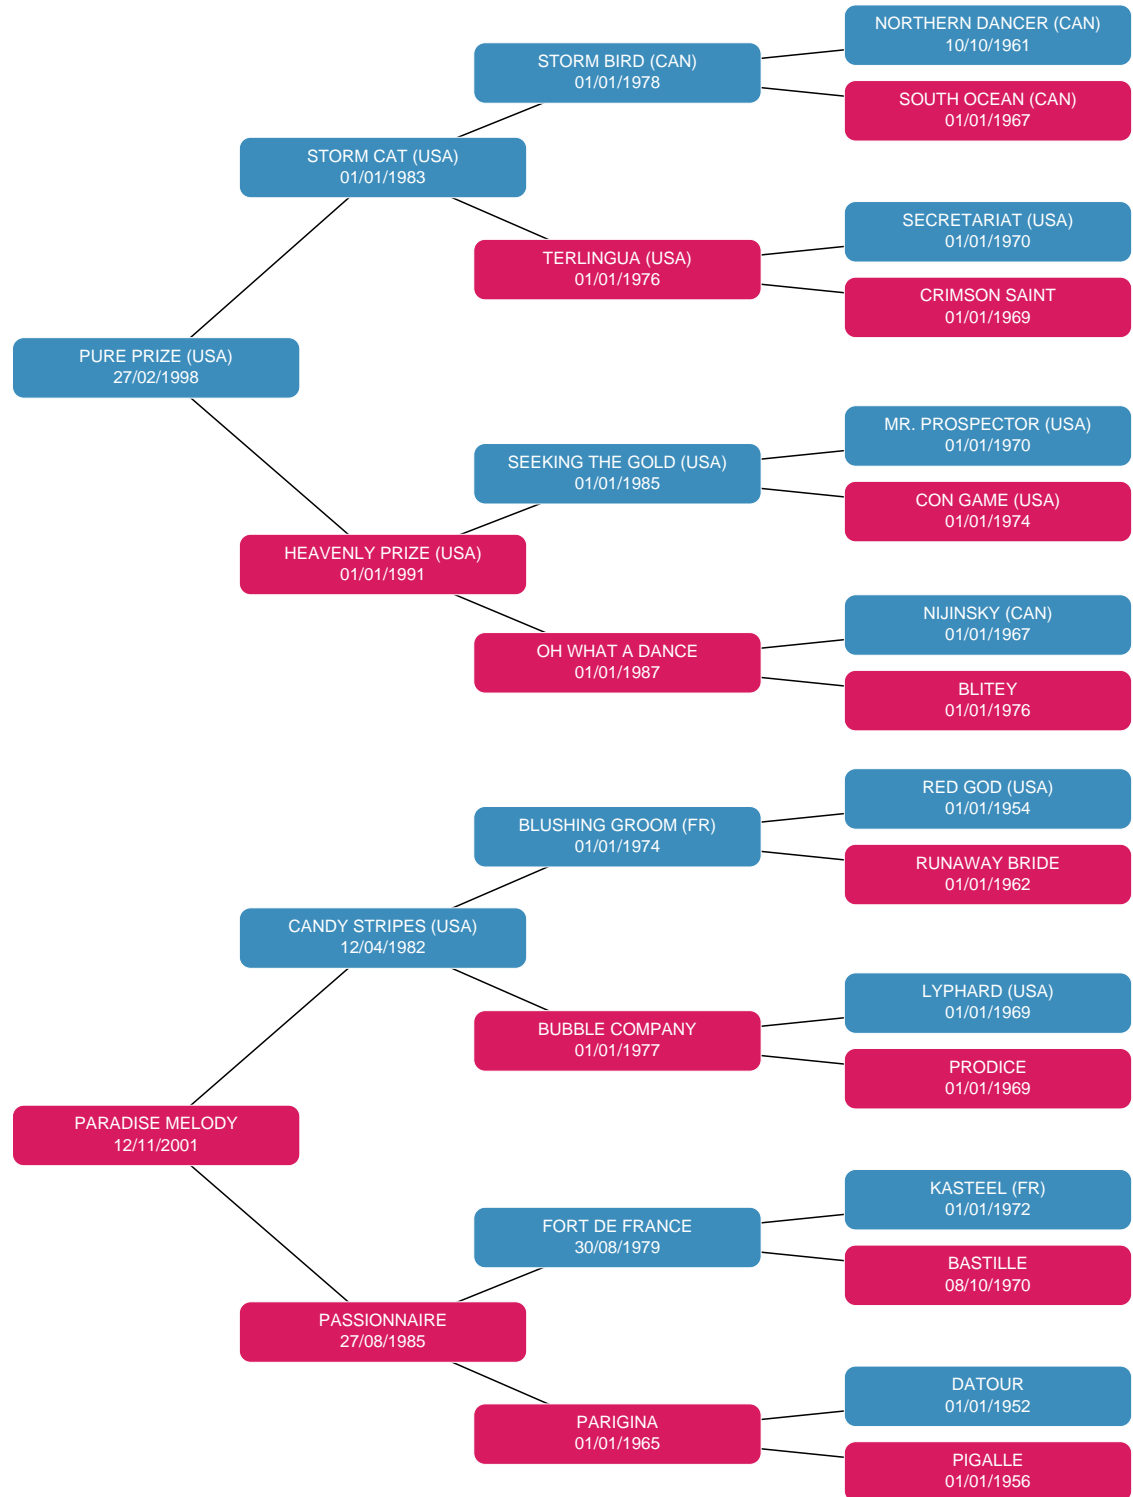 NORTHERN DANCER (CAN)
10/10/1961
STORM BIRD (CAN)
01/01/1978
SOUTH OCEAN (CAN)
01/01/1967
STORM CAT (USA)
01/01/1983
SECRETARIAT (USA)
01/01/1970
TERLINGUA (USA)
01/01/1976
CRIMSON SAINT
01/01/1969
PURE PRIZE (USA)
27/02/1998
MR. PROSPECTOR (USA)
01/01/1970
SEEKING THE GOLD (USA)
01/01/1985
CON GAME (USA)
01/01/1974
HEAVENLY PRIZE (USA)
01/01/1991
NIJINSKY (CAN)
01/01/1967
OH WHAT A DANCE
01/01/1987
BLITEY
01/01/1976
RED GOD (USA)
01/01/1954
BLUSHING GROOM (FR)
01/01/1974
RUNAWAY BRIDE
01/01/1962
CANDY STRIPES (USA)
12/04/1982
LYPHARD (USA)
01/01/1969
BUBBLE COMPANY
01/01/1977
PRODICE
01/01/1969
PARADISE MELODY
12/11/2001
KASTEEL (FR)
01/01/1972
FORT DE FRANCE
30/08/1979
BASTILLE
08/10/1970
PASSIONNAIRE
27/08/1985
DATOUR
01/01/1952
PARIGINA
01/01/1965
PIGALLE
01/01/1956